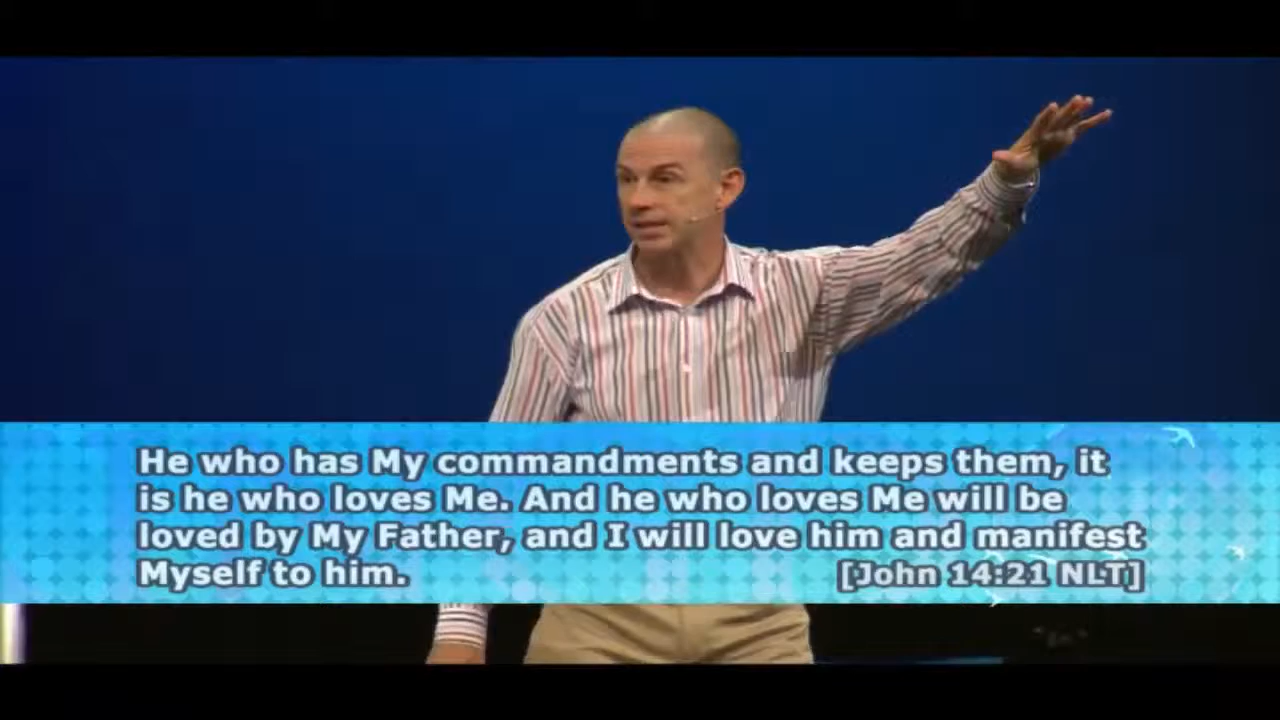 He who has My commandments and keeps them, it
is he who loves Me. And he who loves Me will be
loved by My Father, and I will love him and manifest
Myself to him.
[John 14:21 NLT]